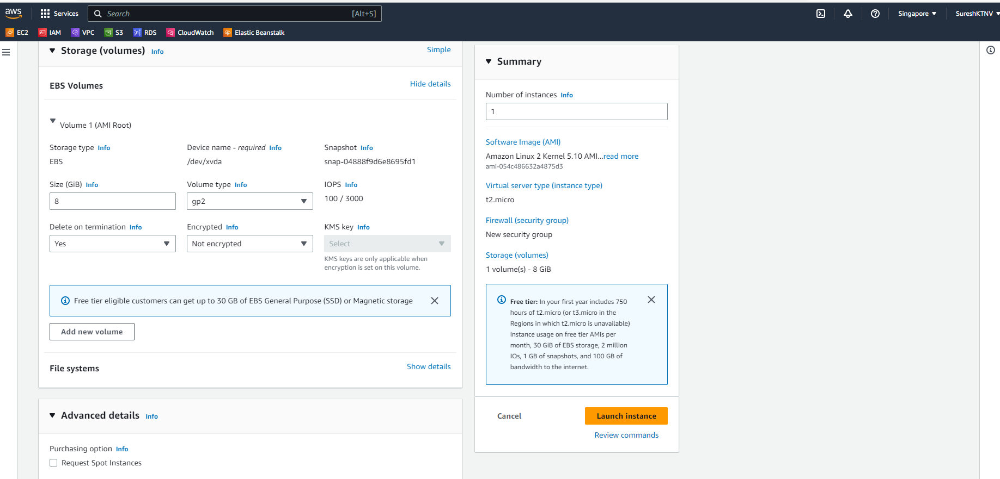 aws
Services
Search
[Alt+S]
Singapore
SureshKTNV
EC2
IAM
VPC
S3
RDS
CloudWatch
Elastic Beanstalk
Storage (volumes) Info
Simple
EBS Volumes
Hide details
Volume 1 (AMI Root)
Storage type Info
EBS
Device name - required Info
/dev/xvda
Snapshot Info
snap-04888f9d6e8695fd1
Size (GiB) Info
8
Volume type Info
gp2
IOPS Info
100 / 3000
Delete on termination Info
Yes
Encrypted Info
Not encrypted
KMS key Info
Select
KMS keys are only applicable when
encryption is set on this volume.
Free tier eligible customers can get up to 30 GB of EBS General Purpose (SSD) or Magnetic storage
Add new volume
File systems
Show details
Advanced details Info
Purchasing option Info
Request Spot Instances
Summary
Number of instances Info
1
Software Image (AMI)
Amazon Linux 2 Kernel 5.10 AMI...read more
ami-054c486632a4875d3
Virtual server type (instance type)
t2.micro
Firewall (security group)
New security group
Storage (volumes)
1 volume(s) - 8 GiB
Free tier: In your first year includes 750
hours of t2.micro (or t3.micro in the
Regions in which t2.micro is unavailable)
instance usage on free tier AMIs per
month, 30 GiB of EBS storage, 2 million
IOs, 1 GB of snapshots, and 100 GB of
bandwidth to the internet.
Cancel
Launch instance
Review commands